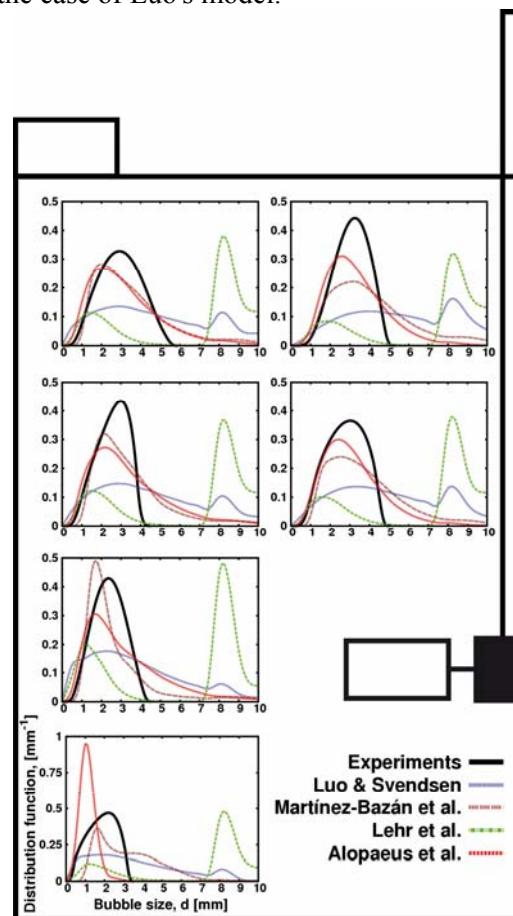 the case of Luo's model.
0.5 0.5
0.4 0.4
0.3 0.3
0.2 0.2
0.1 0.1
0 0
0 1 2 3 4 5 6 7 8 9 10 0 1 2 3 4 5 6 7 8 9 10
0.5 0.5
0.4 0.4
0.3 0.3
0.2 0.2
0.1 0.1
0 0
0 1 2 3 4 5 6 7 8 9 10 0 1 2 3 4 5 6 7 8 9 10
0.5
0.4
0.3
0.2
0.1
0
0 1 2 3 4 5 6 7 8 9 10
Distribution function, [mm⁻¹]
1
0.75
0.5
0.25
0
0 1 2 3 4 5 6 7 8 9 10
Bubble size, d [mm]
Experiments
Luo & Svendsen
Martínez-Bazán et al.
Lehr et al.
Alopaeus et al.